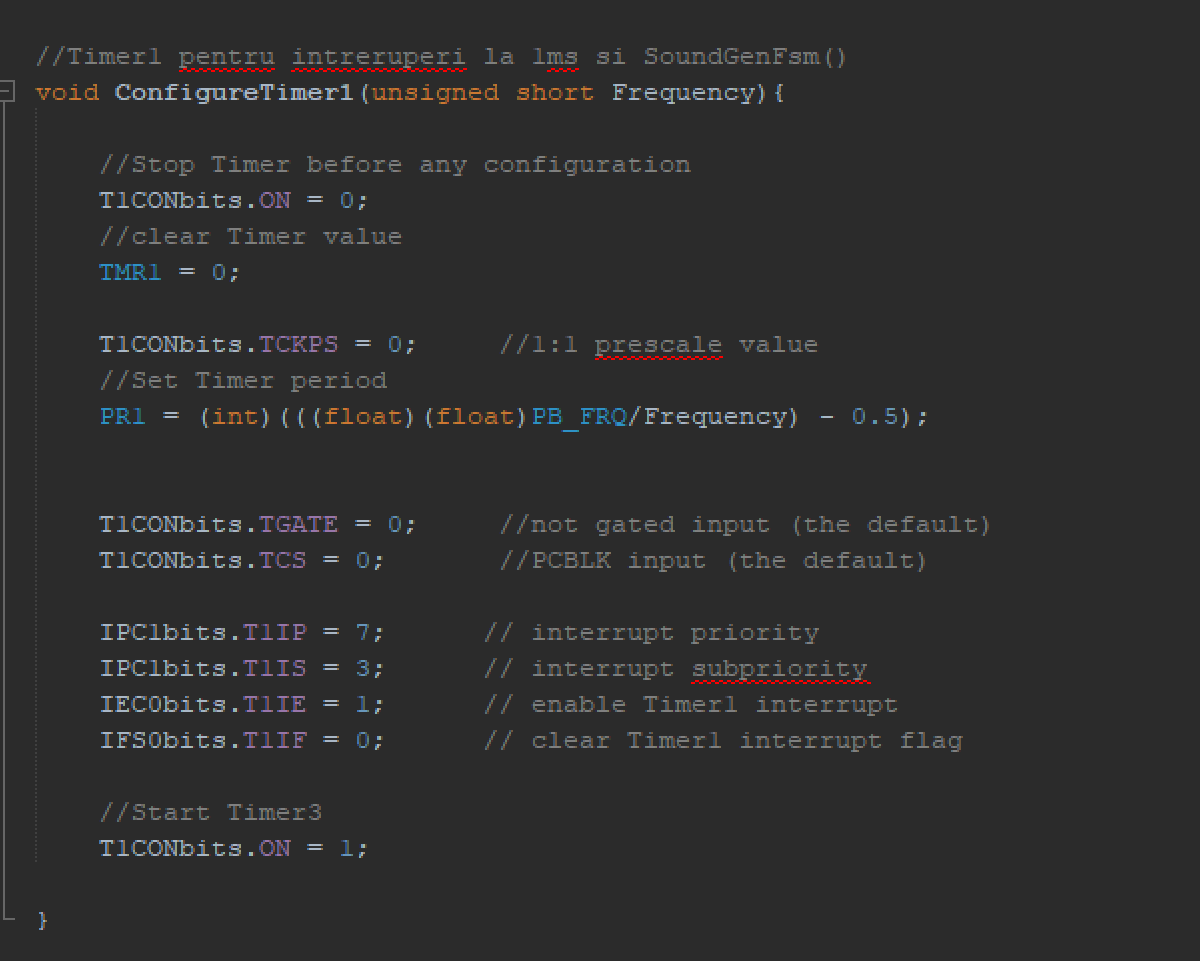 //Timer1 pentru intreruperi la 1ms si SoundGenFsm()
void ConfigureTimer1(unsigned short Frequency){
//Stop Timer before any configuration
T1CONbits.ON = 0;
//clear Timer value
TMR1 = 0;
T1CONbits.TCKPS = 0; //1:1 prescale value
//Set Timer period
PR1 = (int)(((float)(float)PB_FRQ/Frequency) - 0.5);
T1CONbits.TGATE = 0; //not gated input (the default)
T1CONbits.TCS = 0; //PCBLK input (the default)
IPC1bits.T1IP = 7; // interrupt priority
IPC1bits.T1IS = 3; // interrupt subpriority
IEC0bits.T1IE = 1; // enable Timer1 interrupt
IFS0bits.T1IF = 0; // clear Timer1 interrupt flag
//Start Timer3
T1CONbits.ON = 1;
}